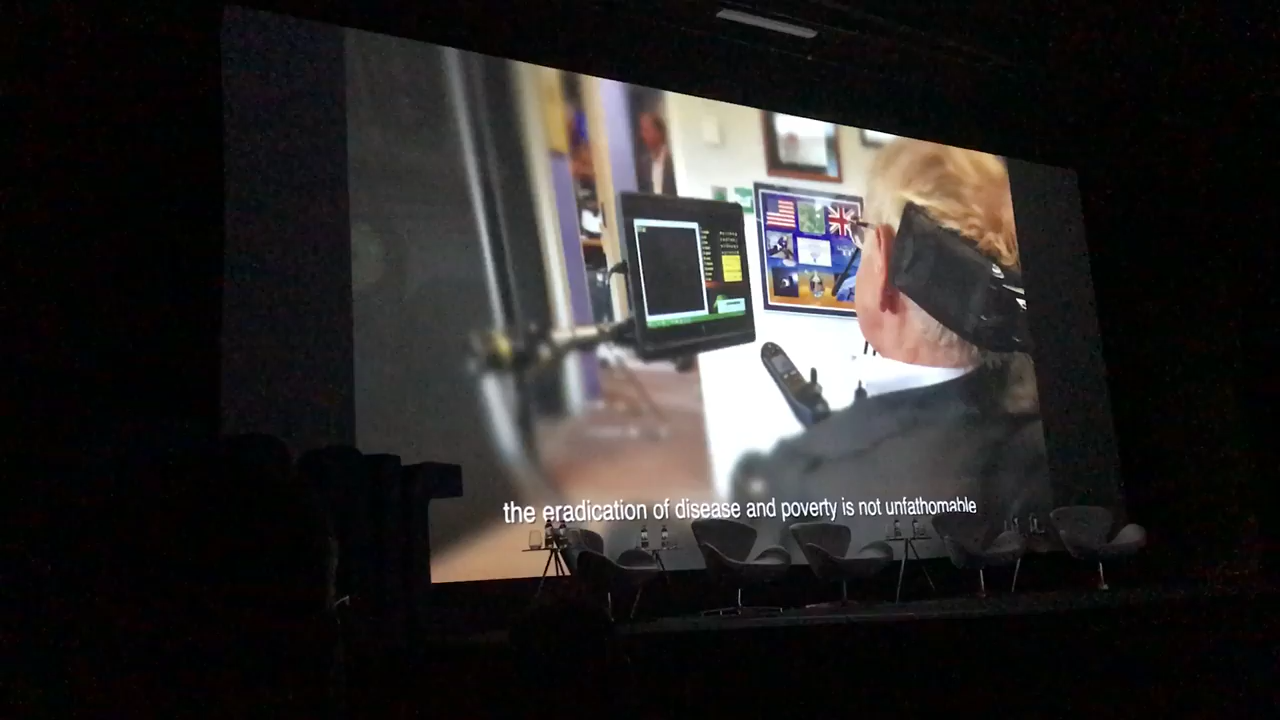 the eradication of disease and poverty is not unfathomable